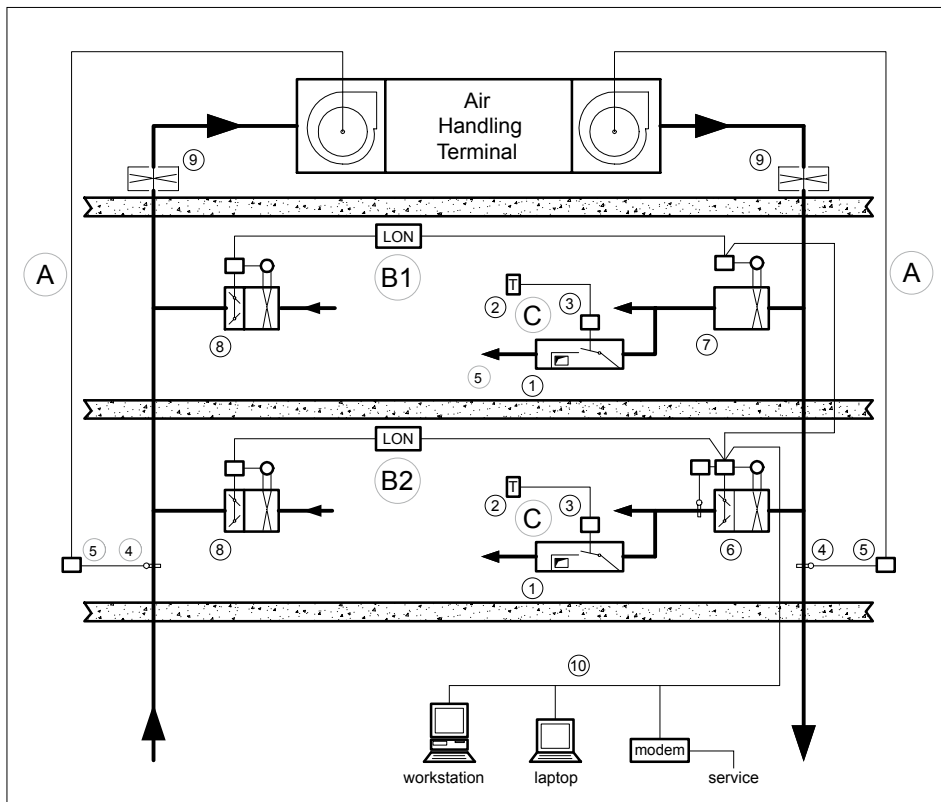 Air
Handling
Terminal
9
9
A
A
LON
B1
T
2
C
3
8
7
5
1
LON
B2
T
2
C
3
8
6
5
4
4
5
1
10
modem
workstation
laptop
service